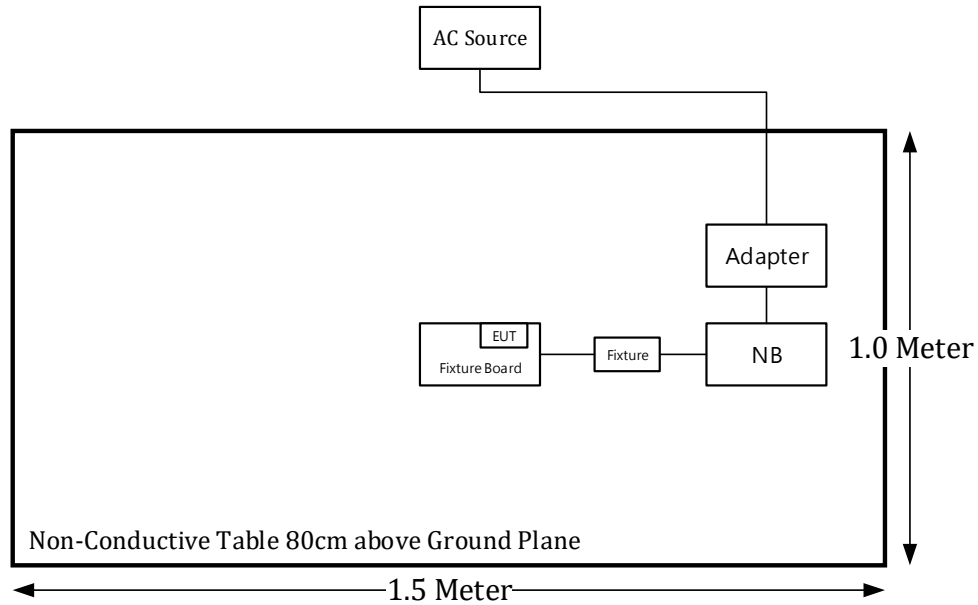 AC Source
Adapter
EUT
Fixture Board
Fixture
NB
1.0 Meter
Non-Conductive Table 80cm above Ground Plane
1.5 Meter